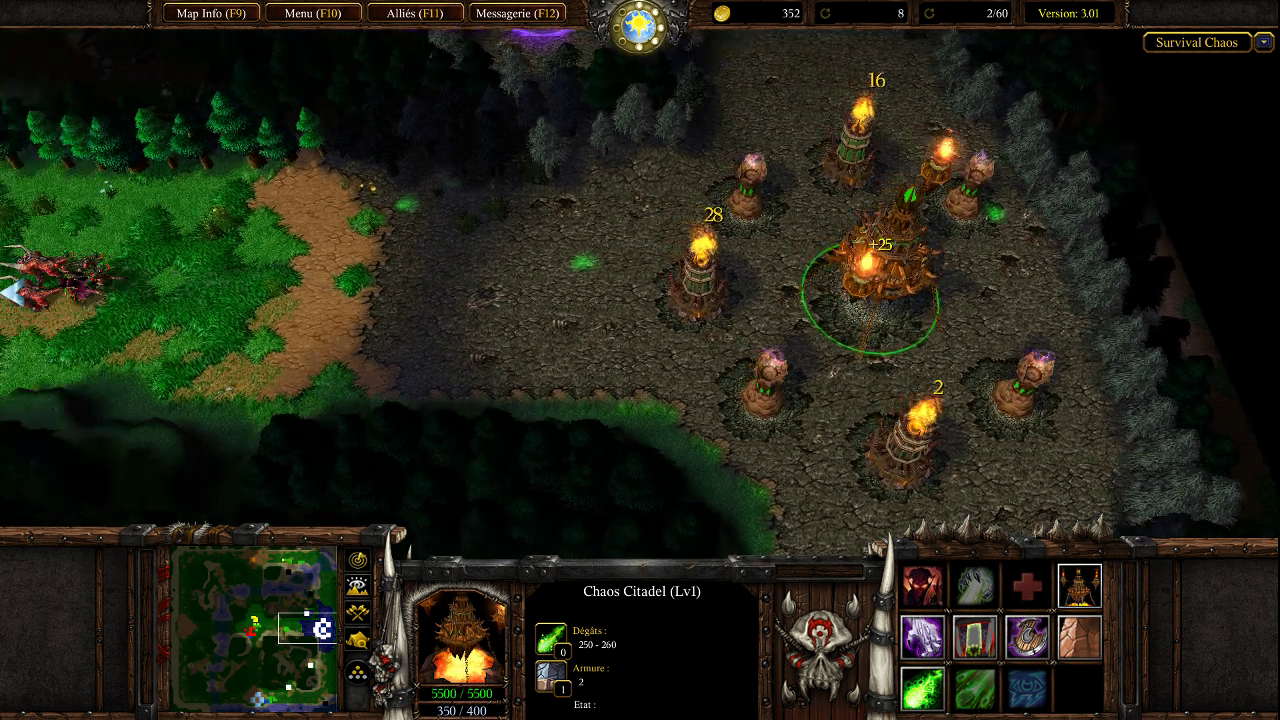 Map Info (F9)
Menu (F10)
Alliés (F11)
Messagerie (F12)
352
8
2/60
Version: 3.01
Survival Chaos
16
28
+25
2
Chaos Citadel (Lv1)
Dégâts :
250 - 260
0
Armure :
2
1
Etat :
5500 / 5500
350 / 400